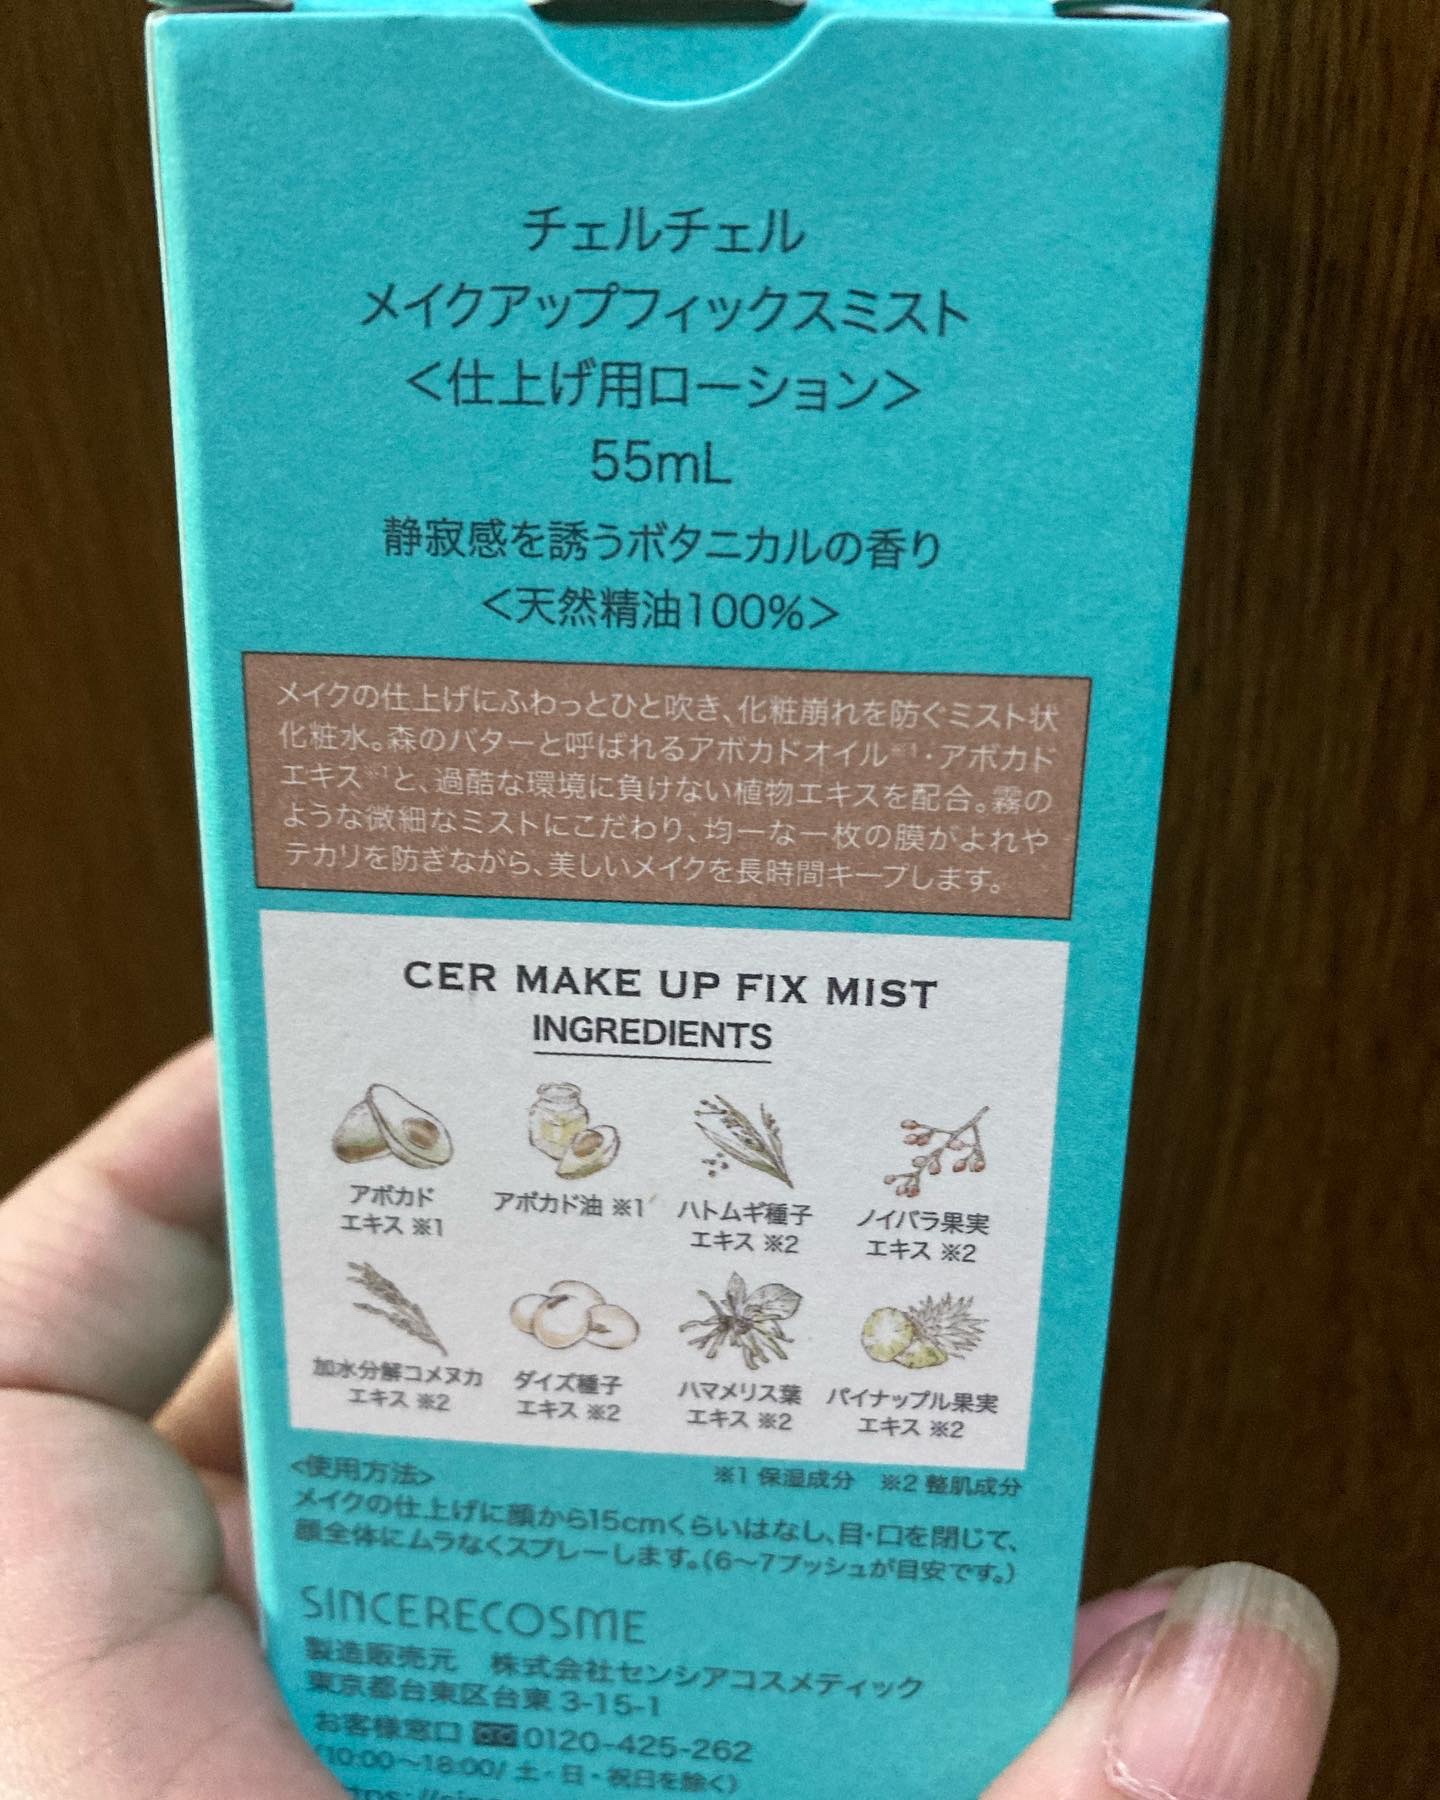 チェルチェル
メイクアップフィックスミスト
＜仕上げ用ローション＞
55mL
静寂感を誘うボタニカルの香り
＜天然精油100%＞
メイクの仕上げにふわっとひと吹き、化粧崩れを防ぐミスト状
化粧水。森のバターと呼ばれるアボカドオイル※1・アボカド
エキス※1と、過酷な環境に負けない植物エキスを配合。霧の
ような微細なミストにこだわり、均一な一枚の膜がよれや
テカリを防ぎながら、美しいメイクを長時間キープします。
CER MAKE UP FIX MIST
INGREDIENTS
アボカド
エキス ※1
アボカド油 ※1
ハトムギ種子
エキス ※2
ノイバラ果実
エキス ※2
加水分解コメヌカ
エキス ※2
ダイズ種子
エキス ※2
ハマメリス葉
エキス ※2
パイナップル果実
エキス ※2
※1 保湿成分 ※2 整肌成分
<使用方法>
メイクの仕上げに顔から15cmくらいはなし、目・口を閉じて、
顔全体にムラなくスプレーします。(6～7プッシュが目安です。)
SINCERECOSME
製造販売元 株式会社センシアコスメティック
東京都台東区台東 3-15-1
お客様窓口 0120-425-262
(10:00～18:00/ 土・日・祝日を除く)